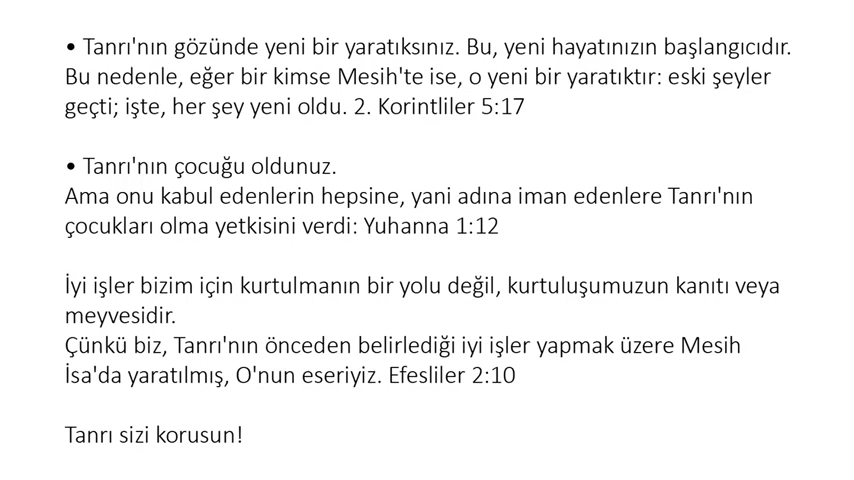 • Tanrı'nın gözünde yeni bir yaratıksınız. Bu, yeni hayatınızın başlangıcıdır.
Bu nedenle, eğer bir kimse Mesih'te ise, o yeni bir yaratıktır: eski şeyler
geçti; işte, her şey yeni oldu. 2. Korintliler 5:17
• Tanrı'nın çocuğu oldunuz.
Ama onu kabul edenlerin hepsine, yani adına iman edenlere Tanrı'nın
çocukları olma yetkisini verdi: Yuhanna 1:12
İyi işler bizim için kurtulmanın bir yolu değil, kurtuluşumuzun kanıtı veya
meyvesidir.
Çünkü biz, Tanrı'nın önceden belirlediği iyi işler yapmak üzere Mesih
İsa'da yaratılmış, O'nun eseriyiz. Efesliler 2:10
Tanrı sizi korusun!